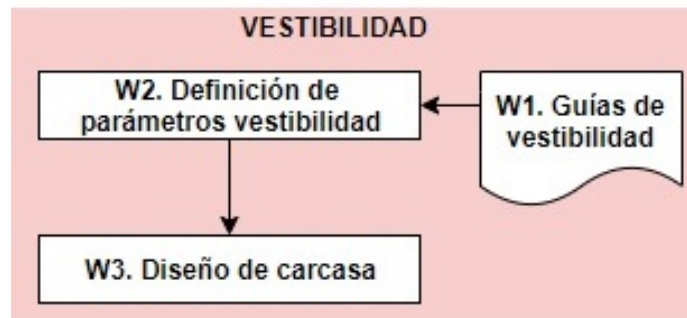 VESTIBILIDAD
W2. Definición de
parámetros vestibilidad
W1. Guías de
vestibilidad
W3. Diseño de carcasa